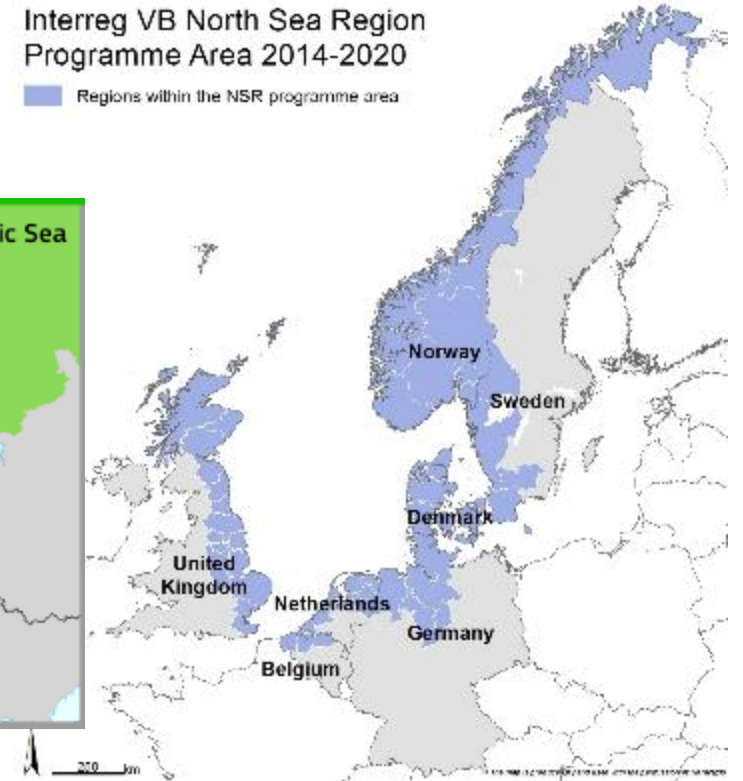 Interreg VB North Sea Region
Programme Area 2014-2020
Regions within the NSR programme area
ic Sea
Norway
Sweden
Denmark
United
Kingdom
Netherlands
Germany
Belgium
200 km